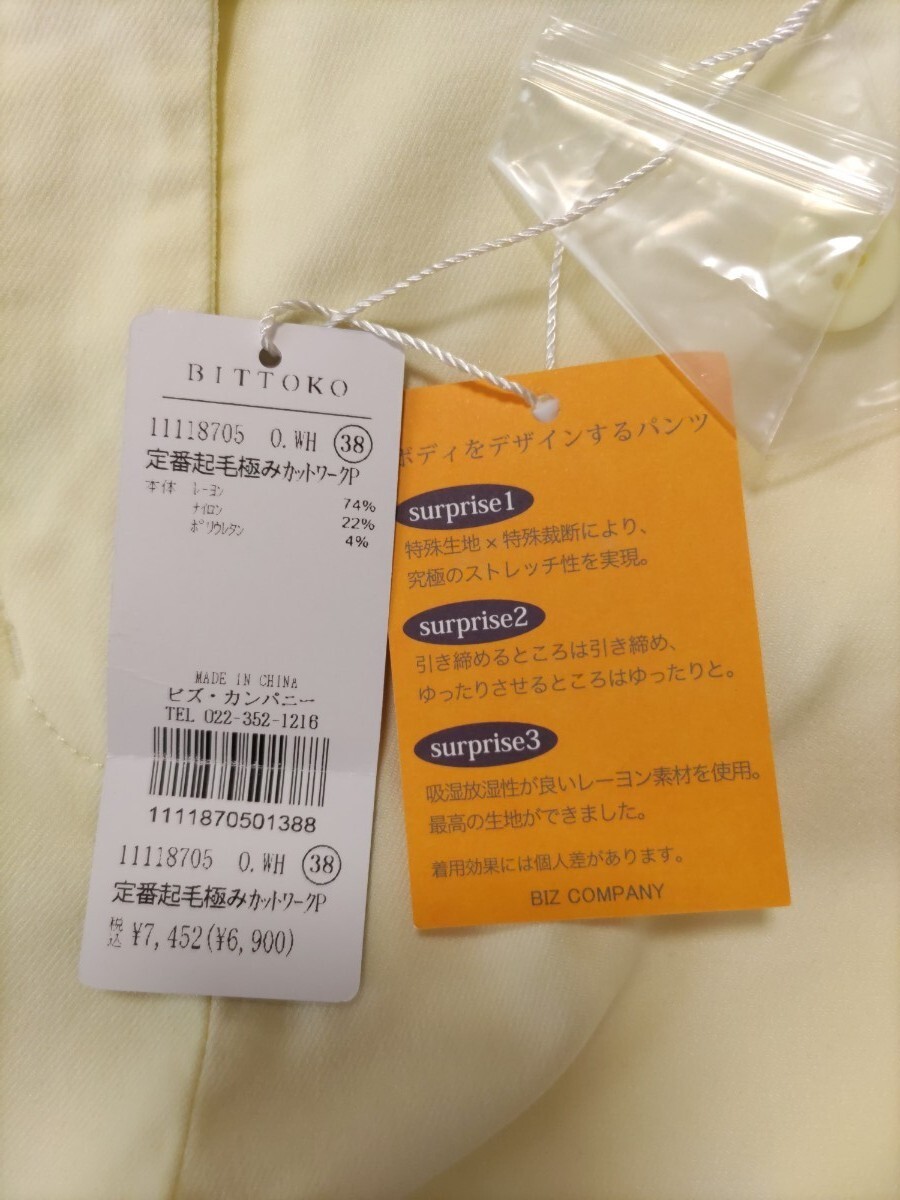 BITTOKO
11118705 O.WH 38
定番起毛極みカットワークP
本体 レーヨン 74%
ナイロン 22%
ポリウレタン 4%
MADE IN CHINA
ビズ・カンパニー
TEL 022-352-1216
1111870501388
11118705 O.WH 38
定番起毛極みカットワークP
税込 ¥7,452(¥6,900)
ボディをデザインするパンツ
surprise1
特殊生地×特殊裁断により、
究極のストレッチ性を実現。
surprise2
引き締めるところは引き締め、
ゆったりさせるところはゆったりと。
surprise3
吸湿放湿性が良いレーヨン素材を使用。
最高の生地ができました。
着用効果には個人差があります。
BIZ COMPANY